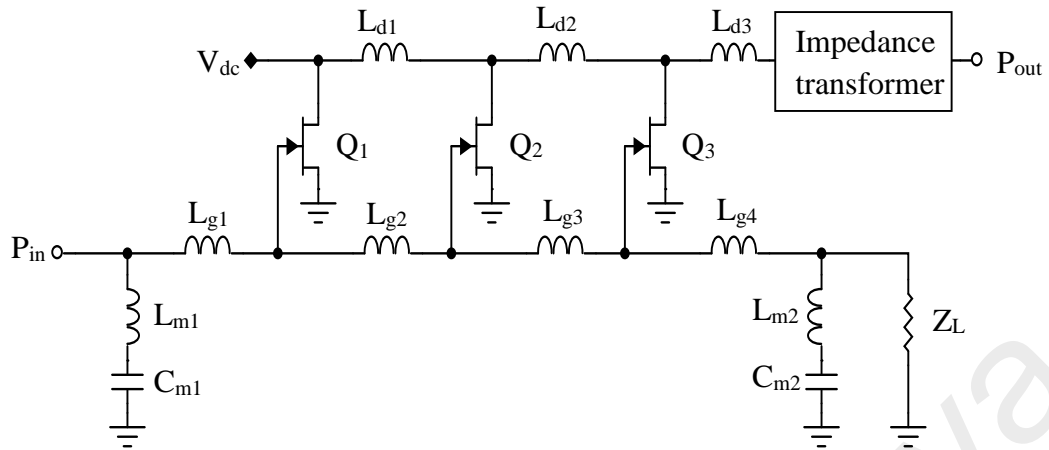 L_d1 L_d2 L_d3
V_dc
Impedance
transformer
P_out
Q_1 Q_2 Q_3
L_g1 L_g2 L_g3 L_g4
P_in
L_m1 L_m2 Z_L
C_m1 C_m2